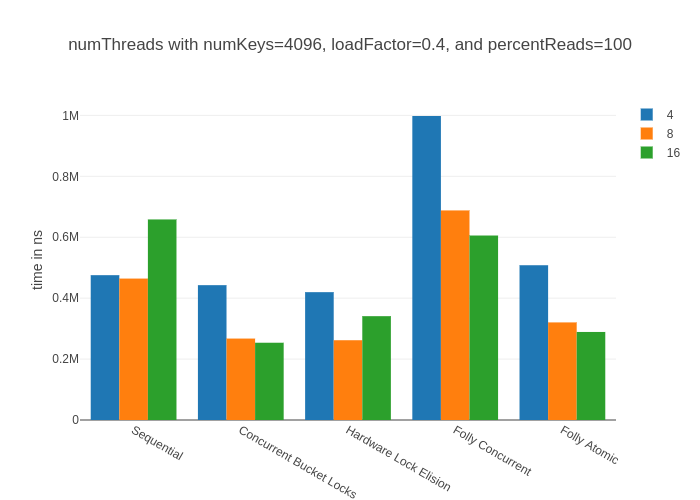 numThreads with numKeys=4096, loadFactor=0.4, and percentReads=100
4
8
16
time in ns
1M
0.8M
0.6M
0.4M
0.2M
0
Sequential
Concurrent Bucket Locks
Hardware Lock Elision
Folly Concurrent
Folly Atomic